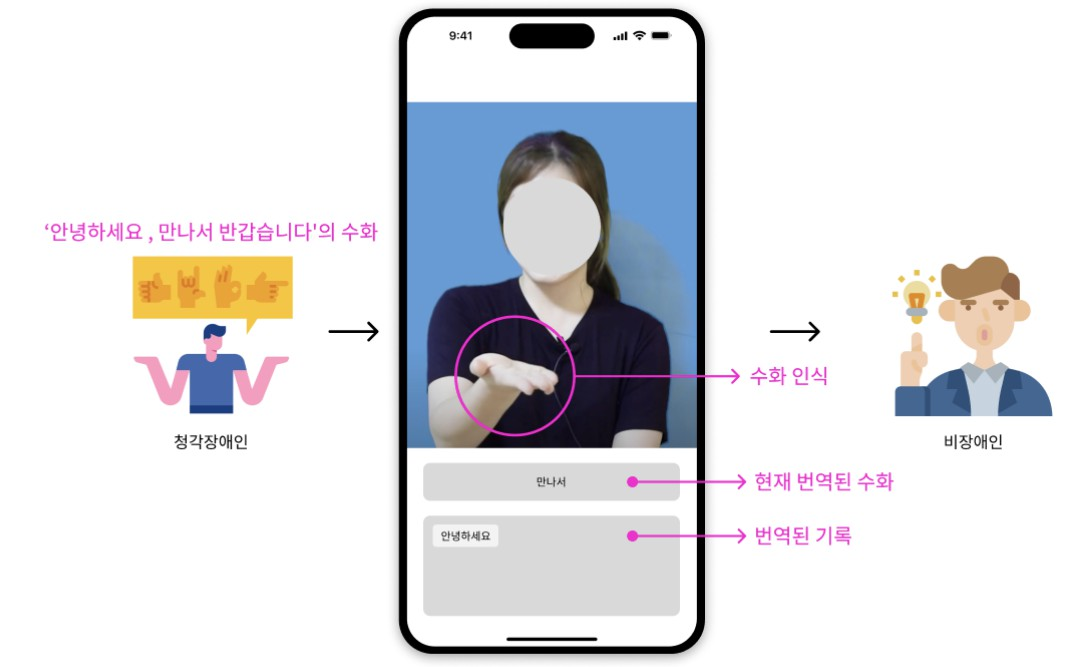 9:41
'안녕하세요 , 만나서 반갑습니다'의 수화
청각장애인
수화 인식
비장애인
만나서
현재 번역된 수화
안녕하세요
번역된 기록